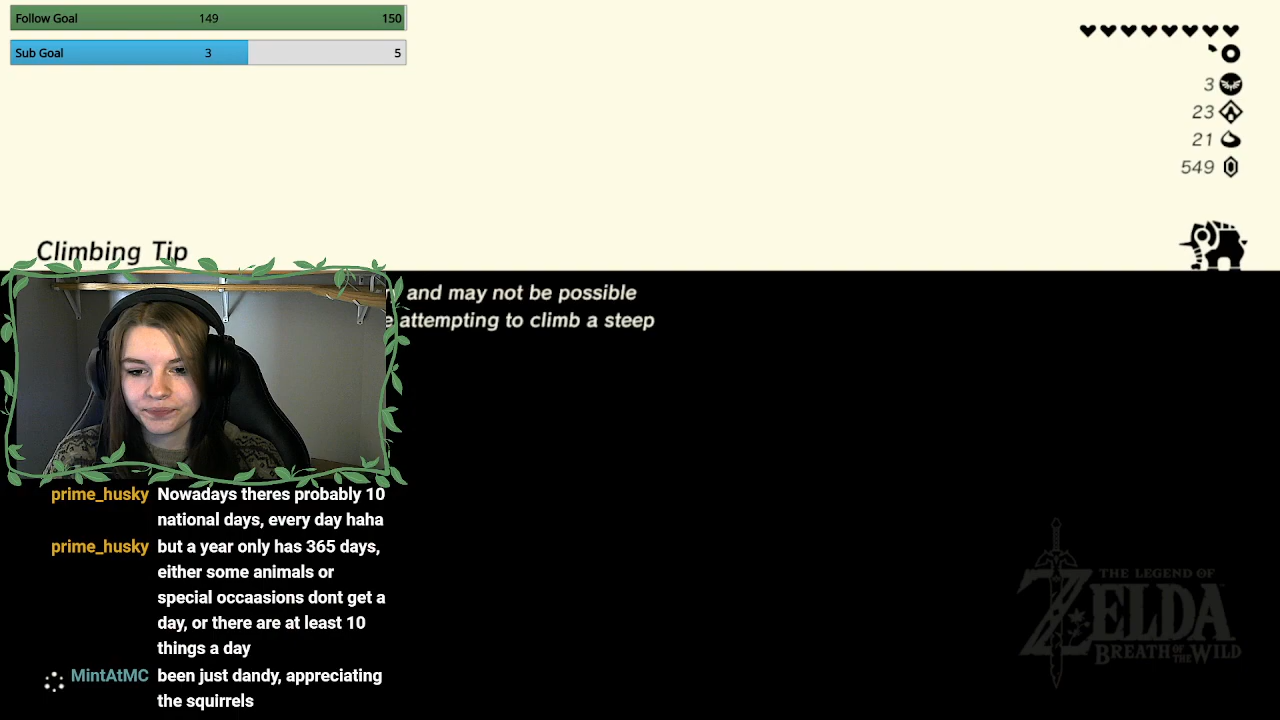 Follow Goal 149 150
Sub Goal 3 5
3
23
21
549
Climbing Tip
and may not be possible
attempting to climb a steep
prime_husky Nowadays theres probably 10
national days, every day haha
prime_husky but a year only has 365 days,
either some animals or
special occaasions dont get a
day, or there are at least 10
things a day
MintAtMC been just dandy, appreciating
the squirrels
THE LEGEND OF
ZELDA
BREATH OF THE WILD